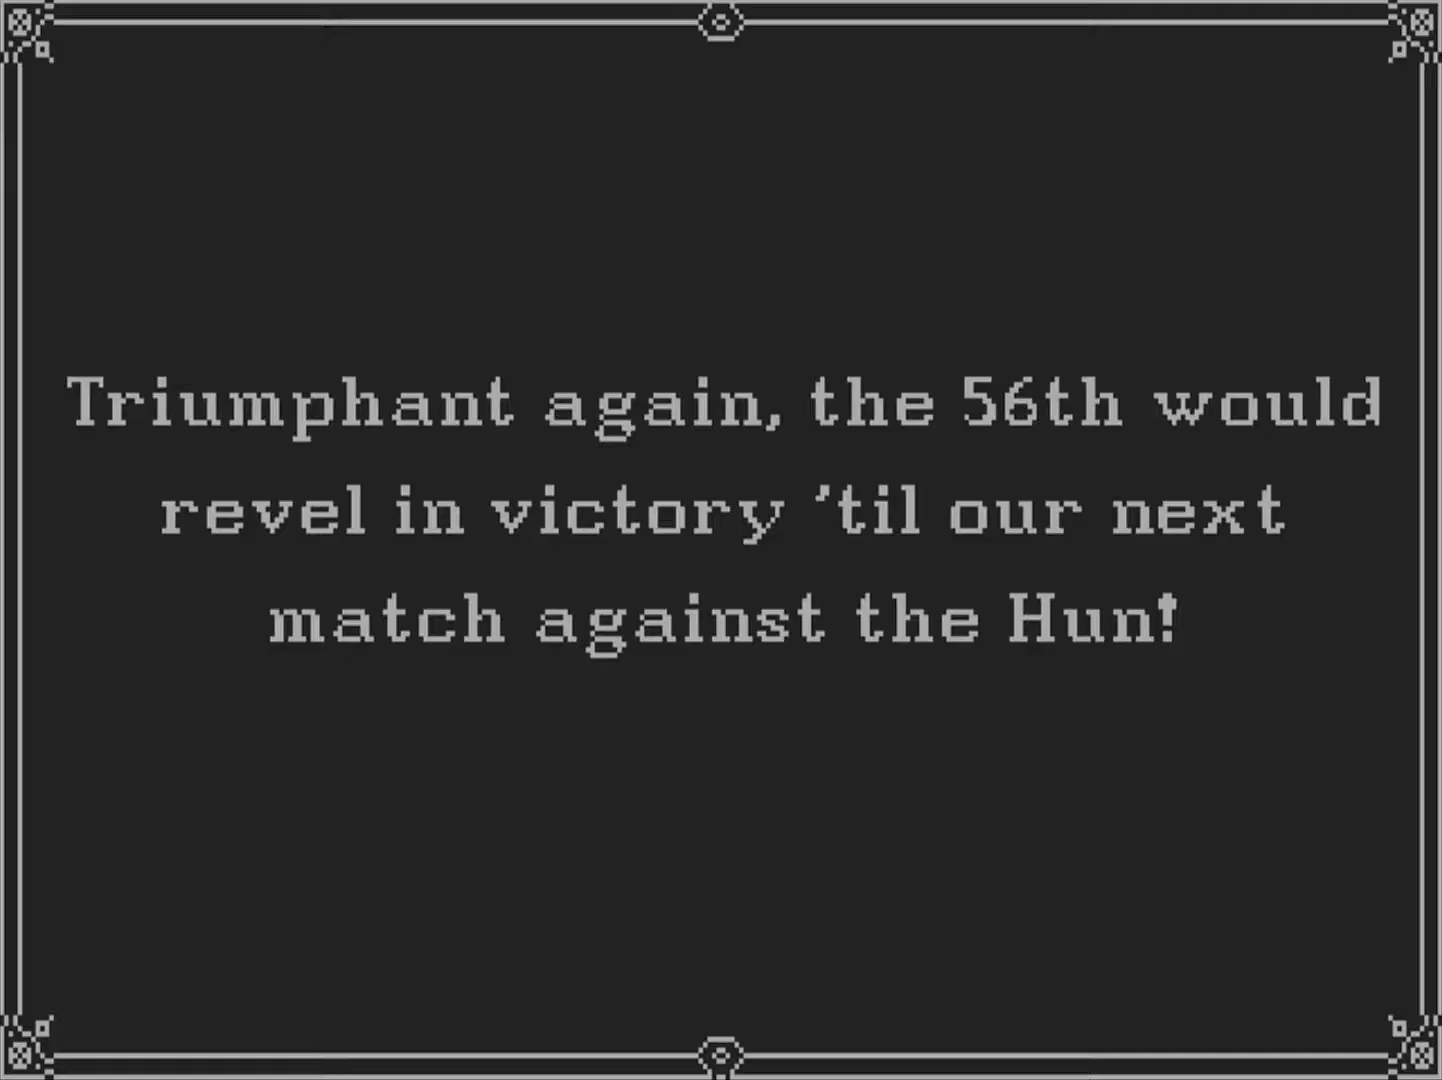 Triumphant again, the 56th would
revel in victory 'til our next
match against the Hun!